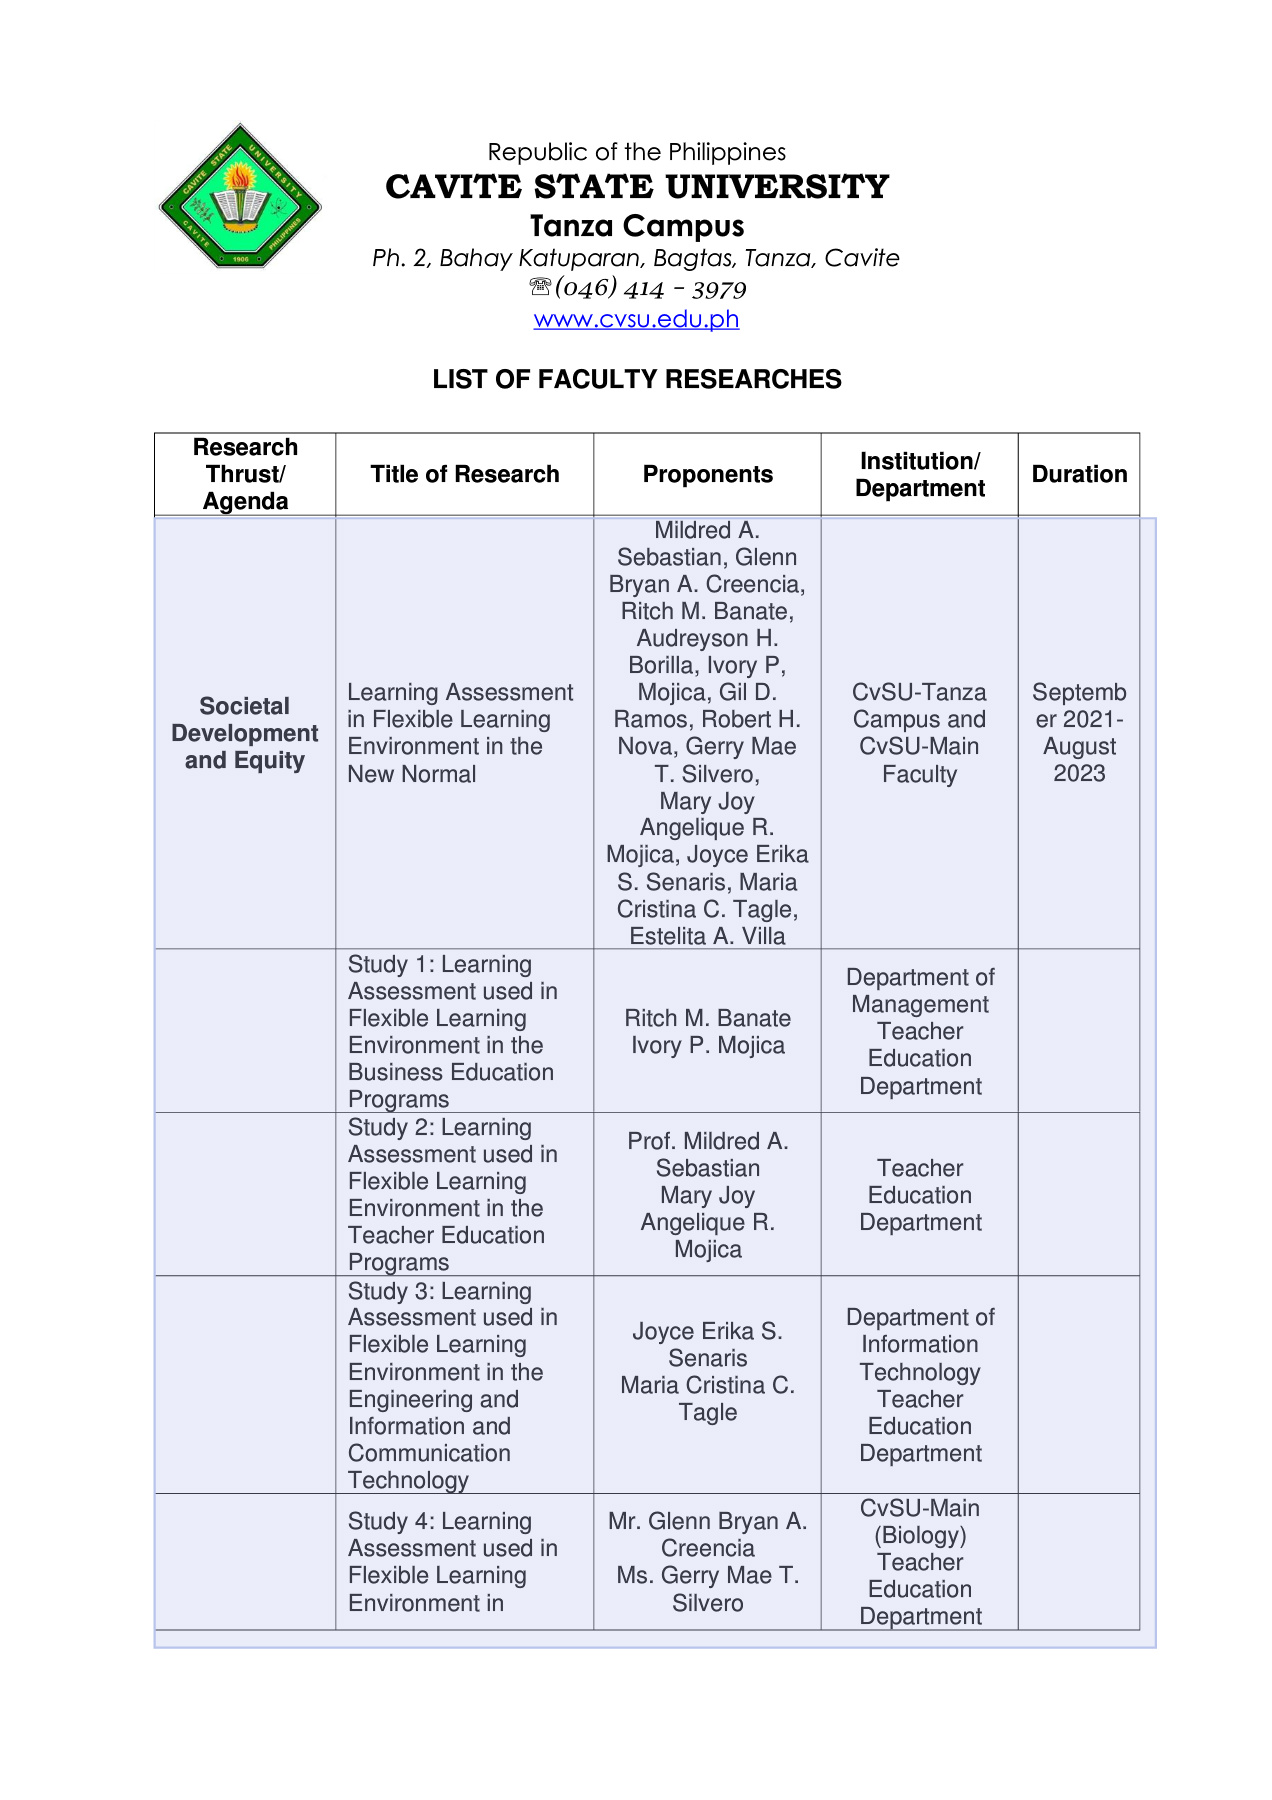 CAVITE STATE UNIVERSITY
CAVITE
PHILIPPINES
1906
Republic of the Philippines
CAVITE STATE UNIVERSITY
Tanza Campus
Ph. 2, Bahay Katuparan, Bagtas, Tanza, Cavite
☏(046) 414 – 3979
www.cvsu.edu.ph
LIST OF FACULTY RESEARCHES
Research
Thrust/
Agenda
Title of Research
Proponents
Institution/
Department
Duration
Societal
Development
and Equity
Learning Assessment
in Flexible Learning
Environment in the
New Normal
Mildred A.
Sebastian, Glenn
Bryan A. Creencia,
Ritch M. Banate,
Audreyson H.
Borilla, Ivory P,
Mojica, Gil D.
Ramos, Robert H.
Nova, Gerry Mae
T. Silvero,
Mary Joy
Angelique R.
Mojica, Joyce Erika
S. Senaris, Maria
Cristina C. Tagle,
Estelita A. Villa
CvSU-Tanza
Campus and
CvSU-Main
Faculty
Septemb
er 2021-
August
2023
Study 1: Learning
Assessment used in
Flexible Learning
Environment in the
Business Education
Programs
Ritch M. Banate
Ivory P. Mojica
Department of
Management
Teacher
Education
Department
Study 2: Learning
Assessment used in
Flexible Learning
Environment in the
Teacher Education
Programs
Prof. Mildred A.
Sebastian
Mary Joy
Angelique R.
Mojica
Teacher
Education
Department
Study 3: Learning
Assessment used in
Flexible Learning
Environment in the
Engineering and
Information and
Communication
Technology
Joyce Erika S.
Senaris
Maria Cristina C.
Tagle
Department of
Information
Technology
Teacher
Education
Department
Study 4: Learning
Assessment used in
Flexible Learning
Environment in
Mr. Glenn Bryan A.
Creencia
Ms. Gerry Mae T.
Silvero
CvSU-Main
(Biology)
Teacher
Education
Department